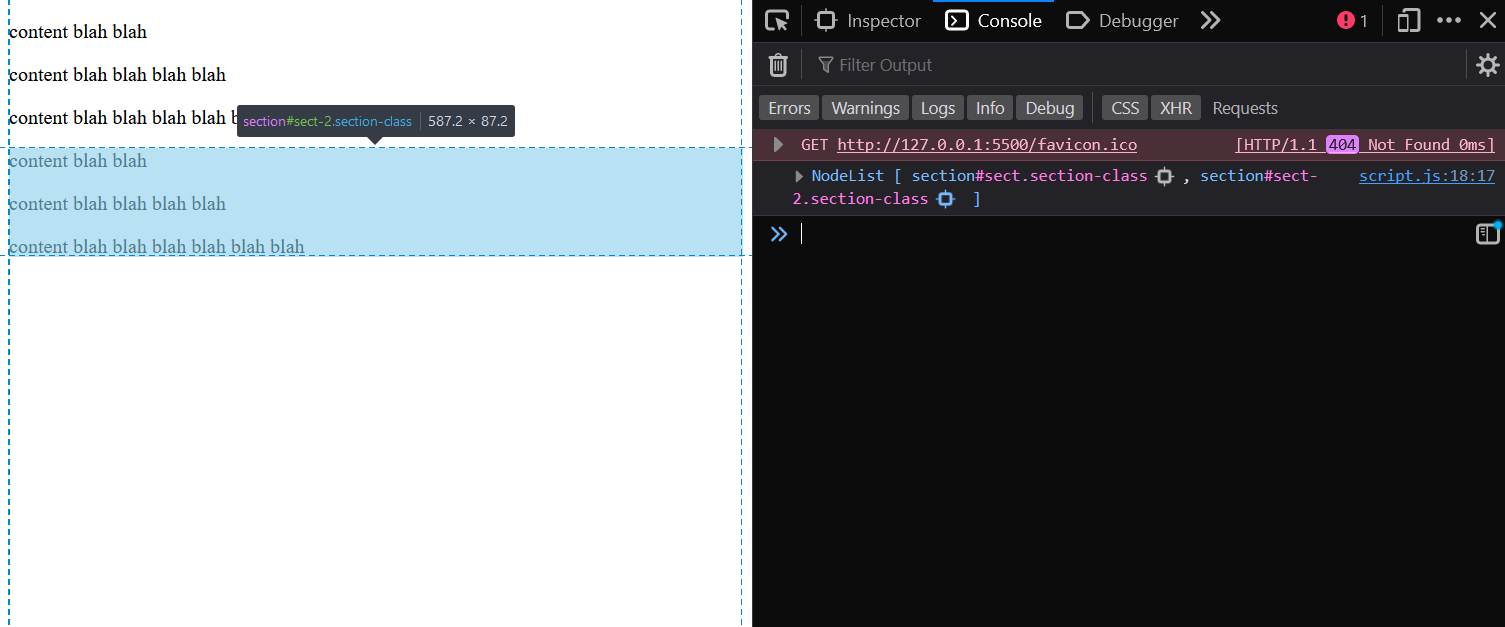 content blah blah
content blah blah blah blah
content blah blah blah blah b
section#sect-2.section-class 587.2 × 87.2
content blah blah
content blah blah blah blah
content blah blah blah blah blah blah
Inspector Console Debugger 1
Filter Output
Errors Warnings Logs Info Debug CSS XHR Requests
GET http://127.0.0.1:5500/favicon.ico [HTTP/1.1 404 Not Found 0ms]
NodeList [ section#sect.section-class , section#sect- script.js:18:17
2.section-class ]